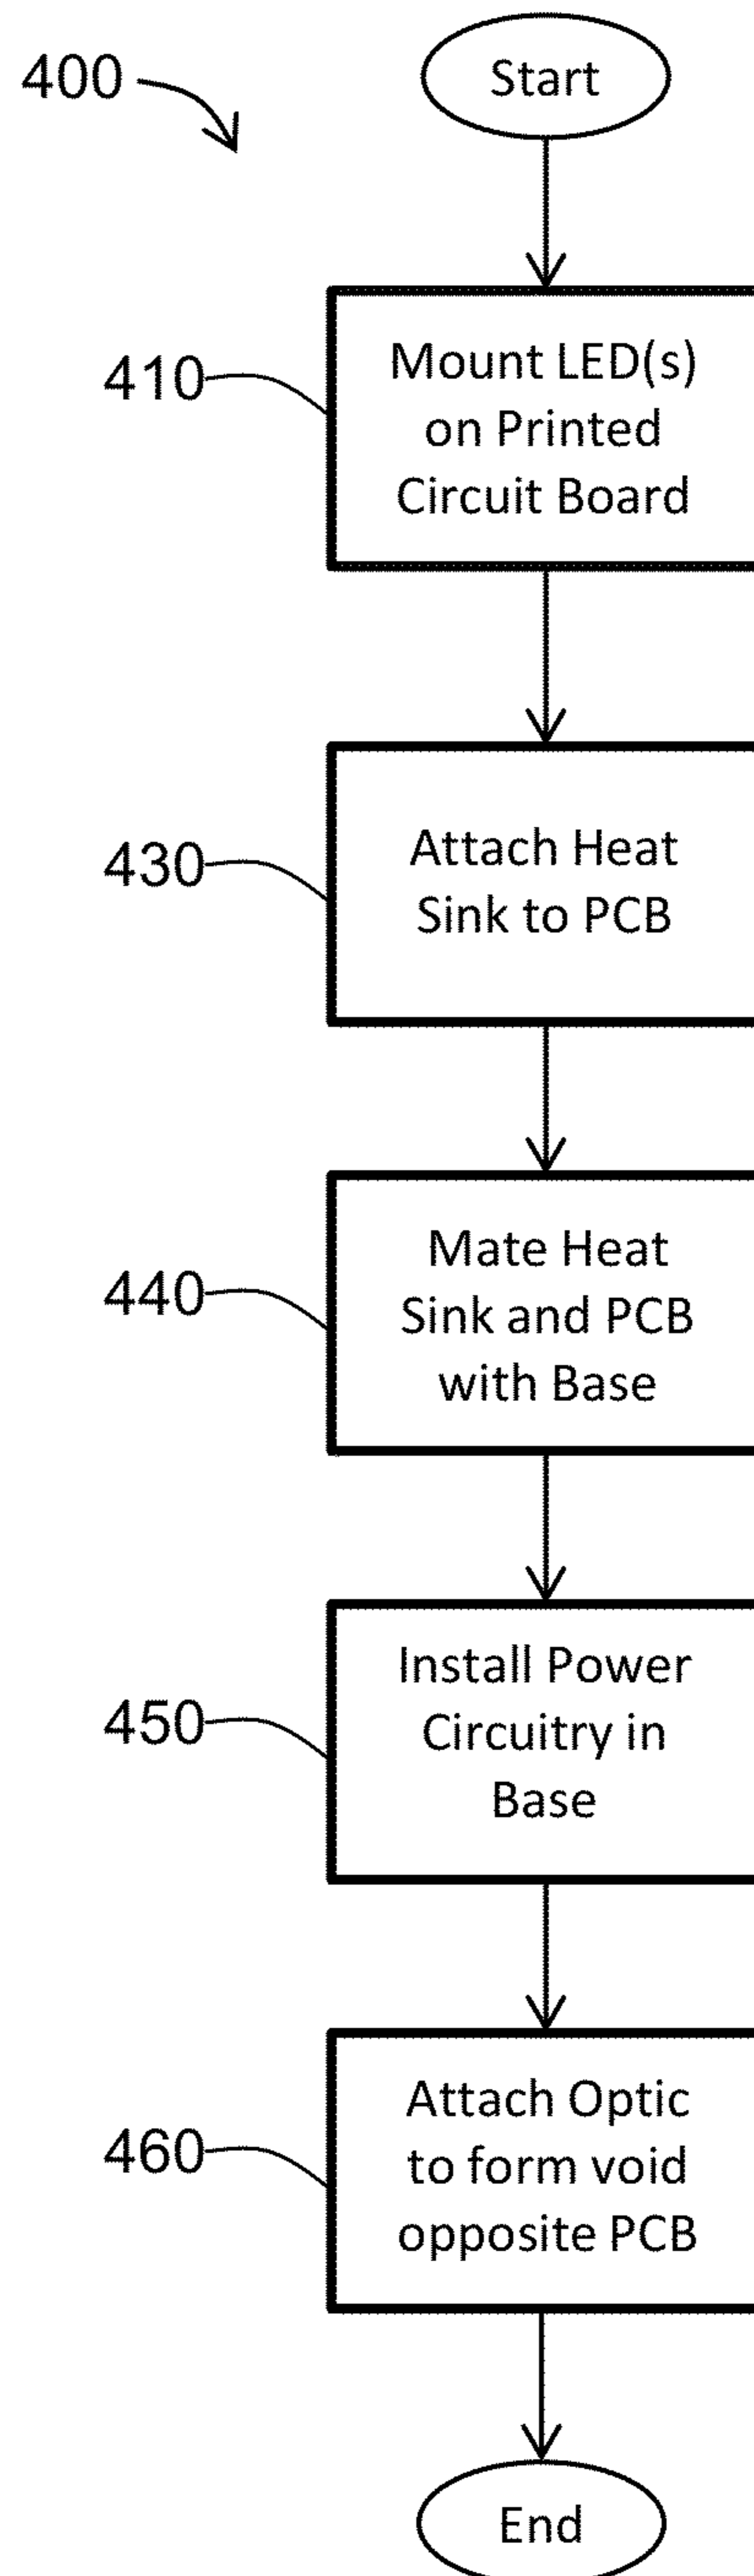 400
Start
410
Mount LED(s)
on Printed
Circuit Board
430
Attach Heat
Sink to PCB
440
Mate Heat
Sink and PCB
with Base
450
Install Power
Circuitry in
Base
460
Attach Optic
to form void
opposite PCB
End